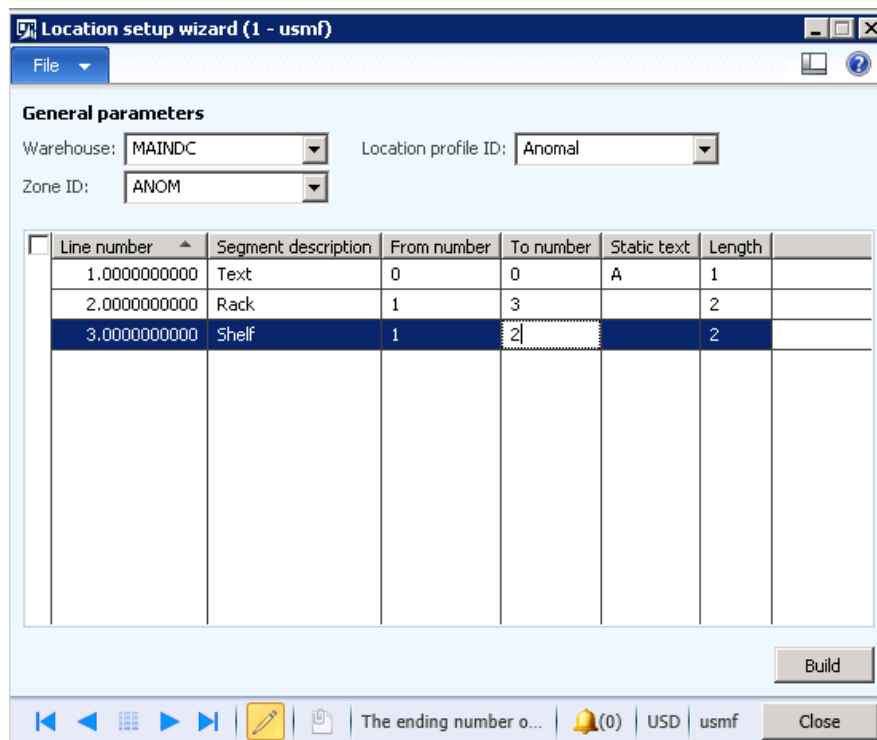 Location setup wizard (1 - usmf)
File
General parameters
Warehouse: MAINDC Location profile ID: Anomal
Zone ID: ANOM
Line number Segment description From number To number Static text Length
1.0000000000 Text 0 0 A 1
2.0000000000 Rack 1 3 2
3.0000000000 Shelf 1 2 2
Build
The ending number o... (0) USD usmf Close